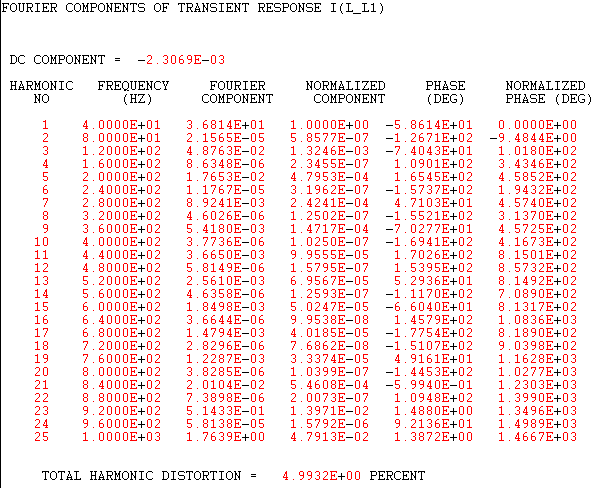 FOURIER COMPONENTS OF TRANSIENT RESPONSE I(L_L1)
DC COMPONENT = -2.3069E-03
HARMONIC FREQUENCY FOURIER NORMALIZED PHASE NORMALIZED
NO (HZ) COMPONENT COMPONENT (DEG) PHASE (DEG)
1 4.0000E+01 3.6814E+01 1.0000E+00 -5.8614E+01 0.0000E+00
2 8.0000E+01 2.1565E-05 5.8577E-07 -1.2671E+02 -9.4844E+00
3 1.2000E+02 4.8763E-02 1.3246E-03 -7.4043E+01 1.0180E+02
4 1.6000E+02 8.6348E-06 2.3455E-07 1.0901E+02 3.4346E+02
5 2.0000E+02 1.7653E-02 4.7953E-04 1.6545E+02 4.5852E+02
6 2.4000E+02 1.1767E-05 3.1962E-07 -1.5737E+02 1.9432E+02
7 2.8000E+02 8.9241E-03 2.4241E-04 4.7103E+01 4.5740E+02
8 3.2000E+02 4.6026E-06 1.2502E-07 -1.5521E+02 3.1370E+02
9 3.6000E+02 5.4180E-03 1.4717E-04 -7.0277E+01 4.5725E+02
10 4.0000E+02 3.7736E-06 1.0250E-07 -1.6941E+02 4.1673E+02
11 4.4000E+02 3.6650E-03 9.9555E-05 1.7026E+02 8.1501E+02
12 4.8000E+02 5.8149E-06 1.5795E-07 1.5395E+02 8.5732E+02
13 5.2000E+02 2.5610E-03 6.9567E-05 5.2936E+01 8.1492E+02
14 5.6000E+02 4.6358E-06 1.2593E-07 -1.1170E+02 7.0890E+02
15 6.0000E+02 1.8498E-03 5.0247E-05 -6.6040E+01 8.1317E+02
16 6.4000E+02 3.6644E-06 9.9538E-08 1.4579E+02 1.0836E+03
17 6.8000E+02 1.4794E-03 4.0185E-05 -1.7754E+02 8.1890E+02
18 7.2000E+02 2.8296E-06 7.6862E-08 -1.5107E+02 9.0398E+02
19 7.6000E+02 1.2287E-03 3.3374E-05 4.9161E+01 1.1628E+03
20 8.0000E+02 3.8285E-06 1.0399E-07 -1.4453E+02 1.0277E+03
21 8.4000E+02 2.0104E-02 5.4608E-04 -5.9940E-01 1.2303E+03
22 8.8000E+02 7.3898E-06 2.0073E-07 1.0948E+02 1.3990E+03
23 9.2000E+02 5.1433E-01 1.3971E-02 1.4880E+00 1.3496E+03
24 9.6000E+02 5.8138E-05 1.5792E-06 9.2136E+01 1.4989E+03
25 1.0000E+03 1.7639E+00 4.7913E-02 1.3872E+00 1.4667E+03
TOTAL HARMONIC DISTORTION = 4.9932E+00 PERCENT